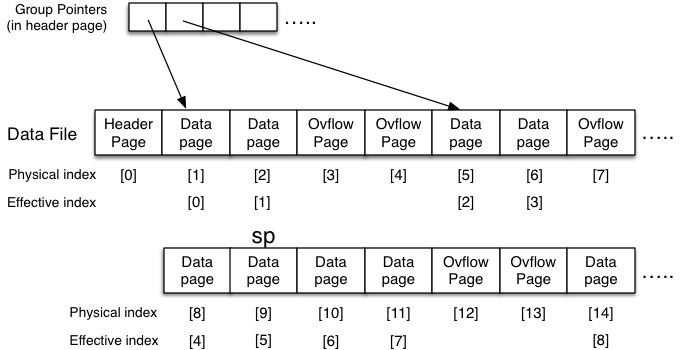 Group Pointers
(in header page)
.....
Data File
Header Page
Data page
Data page
Ovflow Page
Ovflow Page
Data page
Data page
Ovflow Page
.....
Physical index [0] [1] [2] [3] [4] [5] [6] [7]
Effective index [0] [1] [2] [3]
sp
Data page
Data page
Data page
Data page
Ovflow Page
Ovflow Page
Data page
.....
Physical index [8] [9] [10] [11] [12] [13] [14]
Effective index [4] [5] [6] [7] [8]